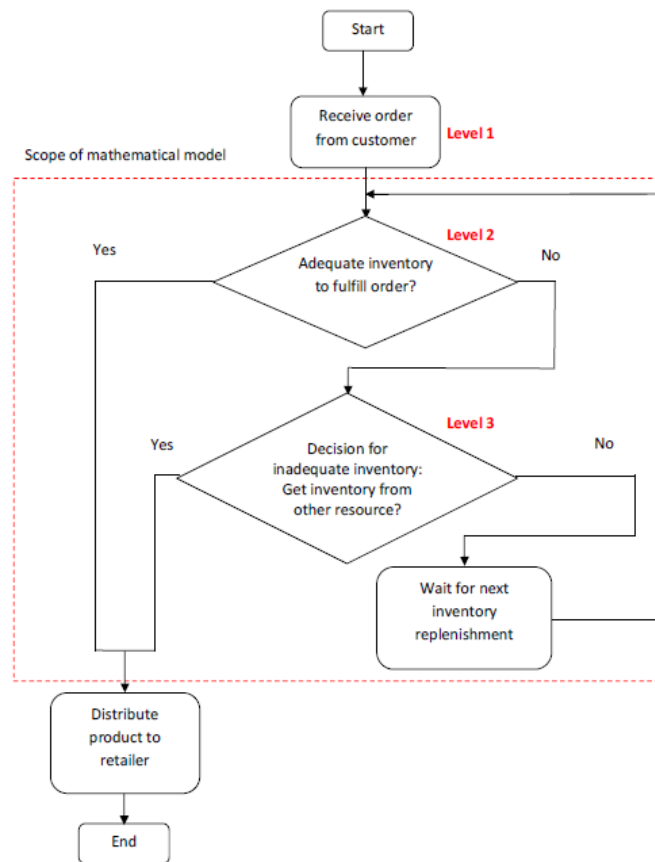 Start
Receive order
from customer
Level 1
Scope of mathematical model
Level 2
Yes
No
Adequate inventory
to fulfill order?
Level 3
Yes
No
Decision for
inadequate inventory:
Get inventory from
other resource?
Wait for next
inventory
replenishment
Distribute
product to
retailer
End